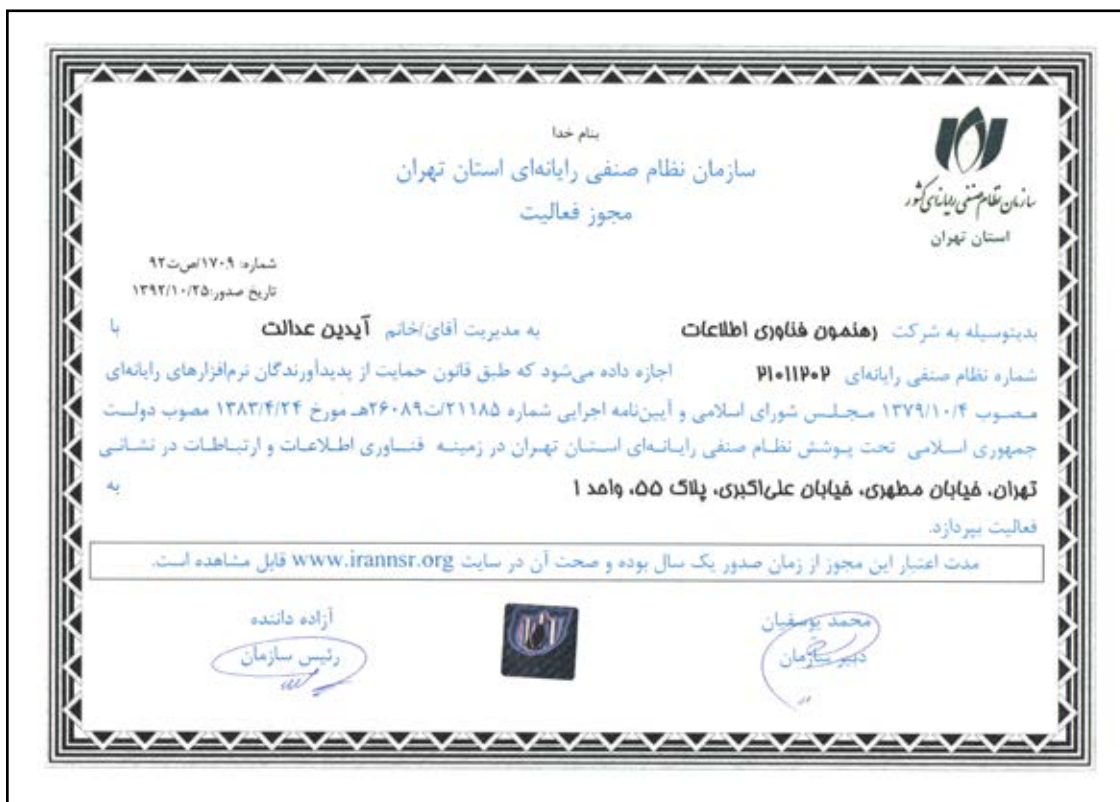 بنام خدا
سازمان نظام صنفی رایانه‌ای استان تهران
مجوز فعالیت
سازمان نظام صنفی رایانه‌ای کشور
استان تهران
شماره: ۱۷۰۹/ص‌ت۹۲
تاریخ صدور:۱۳۹۲/۱۰/۲۵
بدینوسیله به شرکت رهنمون فناوری اطلاعات به مدیریت آقای/خانم آیدین عدالت با
شماره نظام صنفی رایانه‌ای ۲۱۰۱۱۲۰۲ اجازه داده می‌شود که طبق قانون حمایت از پدیدآورندگان نرم‌افزارهای رایانه‌ای
مصوب ۱۳۷۹/۱۰/۴ مجلس شورای اسلامی و آیین‌نامه اجرایی شماره ۲۱۱۸۵/ت۲۶۰۸۹هـ مورخ ۱۳۸۳/۴/۲۴ مصوب دولت
جمهوری اسلامی تحت پوشش نظام صنفی رایانه‌ای استان تهران در زمینه فناوری اطلاعات و ارتباطات در نشانی
تهران، خیابان مطهری، خیابان علی‌اکبری، پلاک ۵۵، واحد ۱ به
فعالیت بپردازد.
مدت اعتبار این مجوز از زمان صدور یک سال بوده و صحت آن در سایت www.irannsr.org قابل مشاهده است.
محمد یوسفیان
دبیر سازمان
آزاده داننده
رئیس سازمان